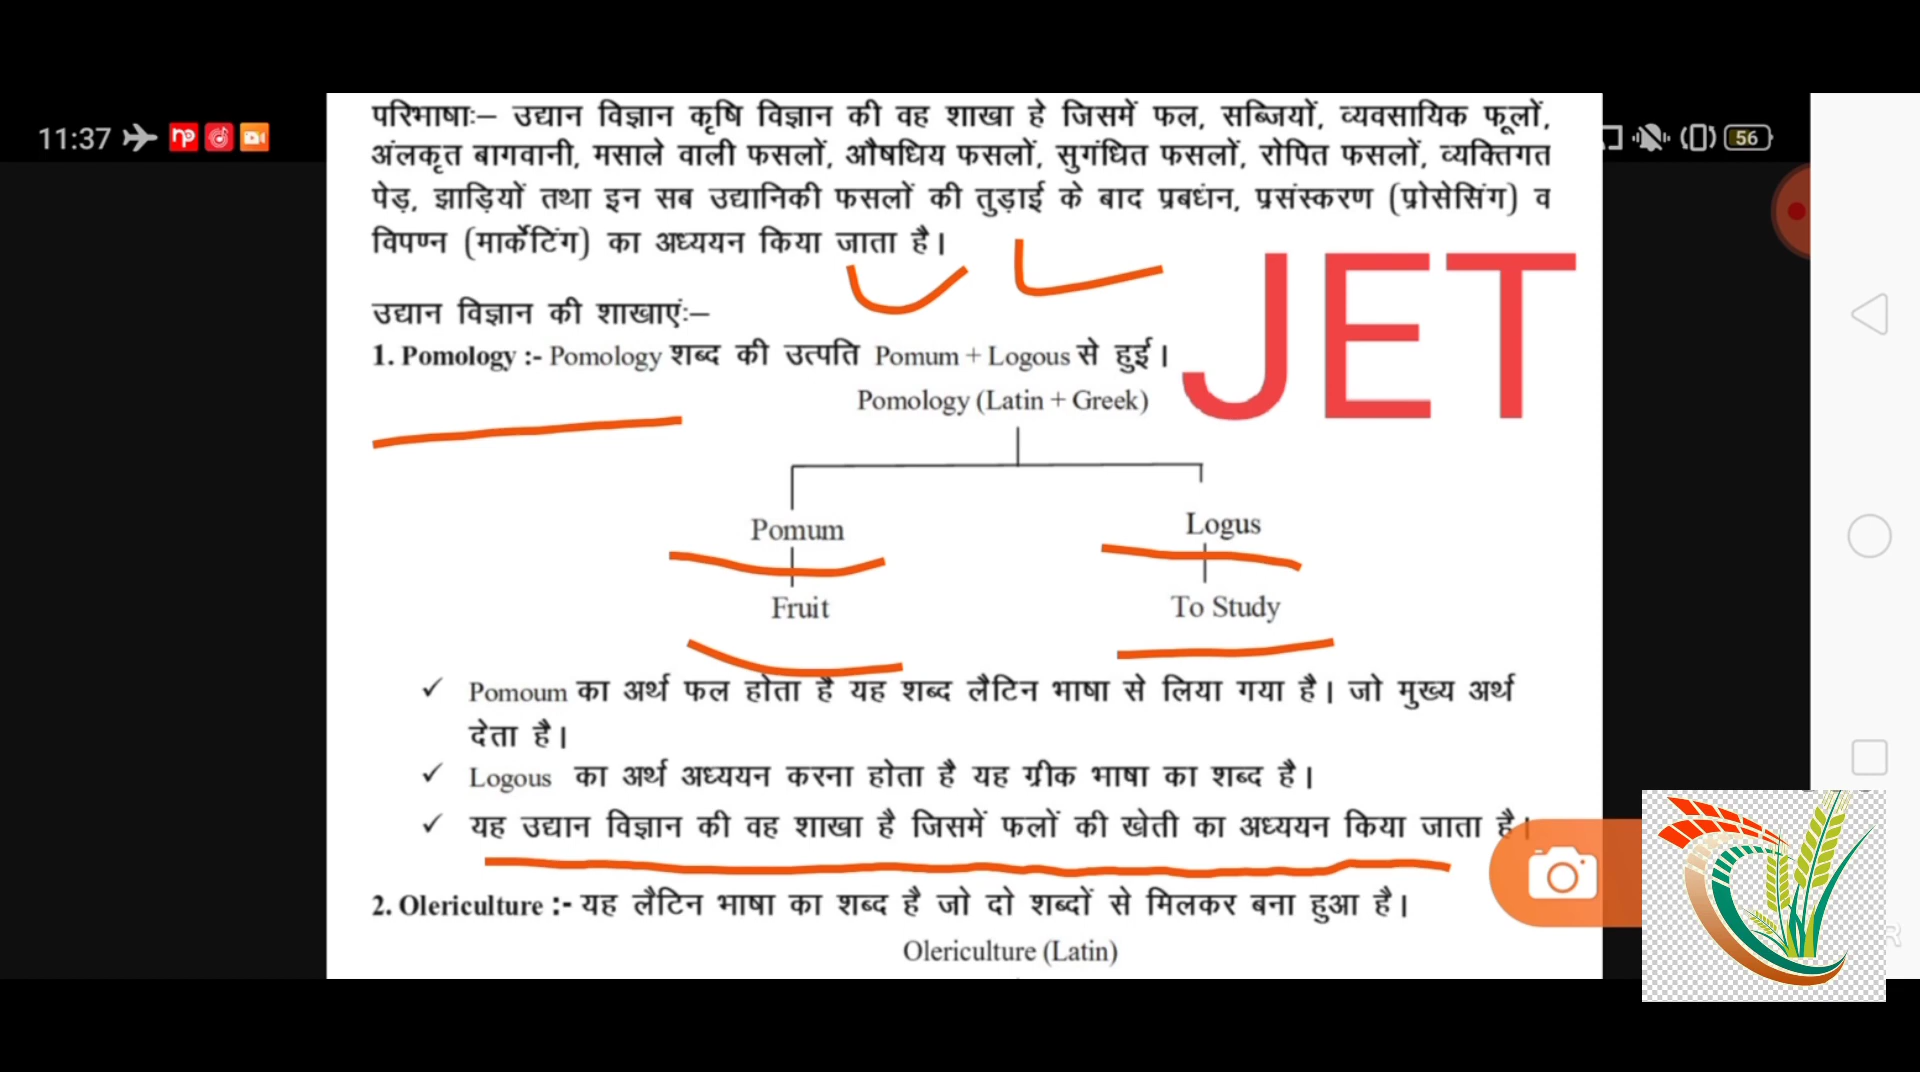 11:37
56
परिभाषाः– उद्यान विज्ञान कृषि विज्ञान की वह शाखा हे जिसमें फल, सब्जियों, व्यवसायिक फूलों,
अंलकृत बागवानी, मसाले वाली फसलों, औषधिय फसलों, सुगंधित फसलों, रोपित फसलों, व्यक्तिगत
पेड़, झाड़ियों तथा इन सब उद्यानिकी फसलों की तुड़ाई के बाद प्रबधंन, प्रसंस्करण (प्रोसेसिंग) व
विपण्न (मार्केटिंग) का अध्ययन किया जाता है।
JET
उद्यान विज्ञान की शाखाएंः–
1. Pomology :- Pomology शब्द की उत्पति Pomum + Logous से हुई।
Pomology (Latin + Greek)
Pomum Logus
Fruit To Study
✓ Pomoum का अर्थ फल होता है यह शब्द लैटिन भाषा से लिया गया है। जो मुख्य अर्थ
देता है।
✓ Logous का अर्थ अध्ययन करना होता है यह ग्रीक भाषा का शब्द है।
✓ यह उद्यान विज्ञान की वह शाखा है जिसमें फलों की खेती का अध्ययन किया जाता है।
2. Olericulture :- यह लैटिन भाषा का शब्द है जो दो शब्दों से मिलकर बना हुआ है।
Olericulture (Latin)